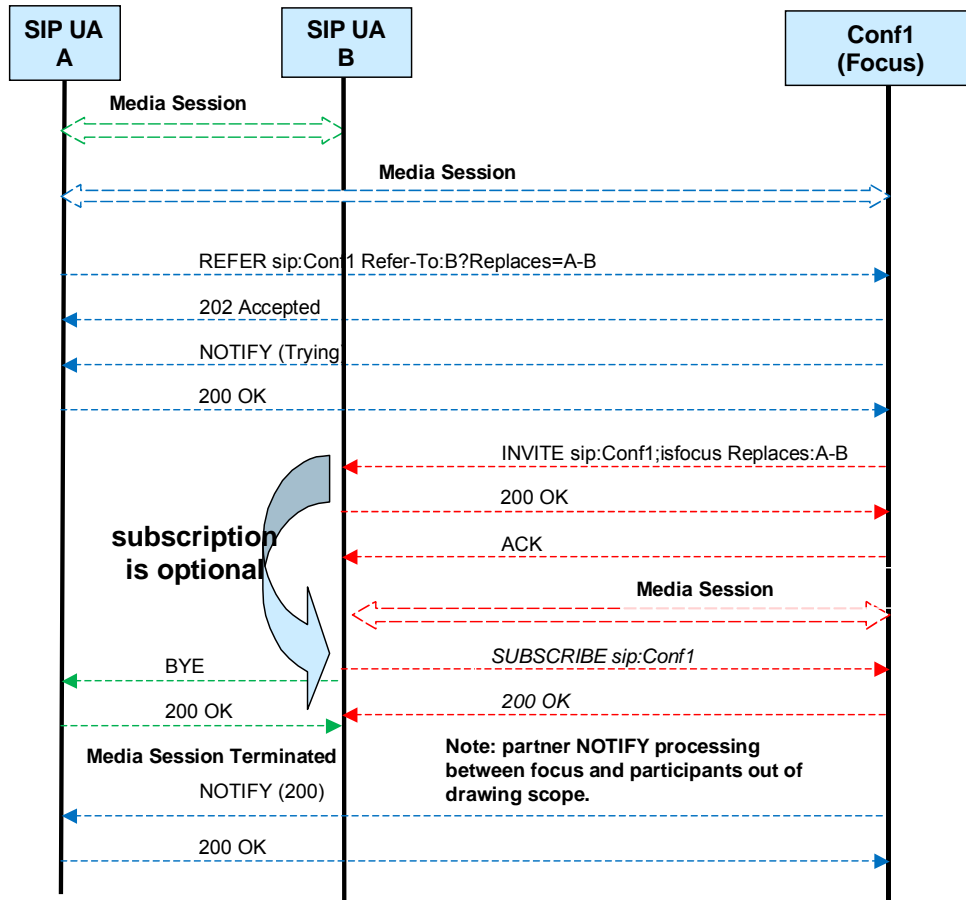 SIP UA
A
SIP UA
B
Conf1
(Focus)
Media Session
Media Session
REFER sip:Conf1 Refer-To:B?Replaces=A-B
202 Accepted
NOTIFY (Trying)
200 OK
INVITE sip:Conf1;isfocus Replaces:A-B
200 OK
subscription
is optional
ACK
Media Session
SUBSCRIBE sip:Conf1
BYE
200 OK
200 OK
Media Session Terminated
Note: partner NOTIFY processing
between focus and participants out of
drawing scope.
NOTIFY (200)
200 OK